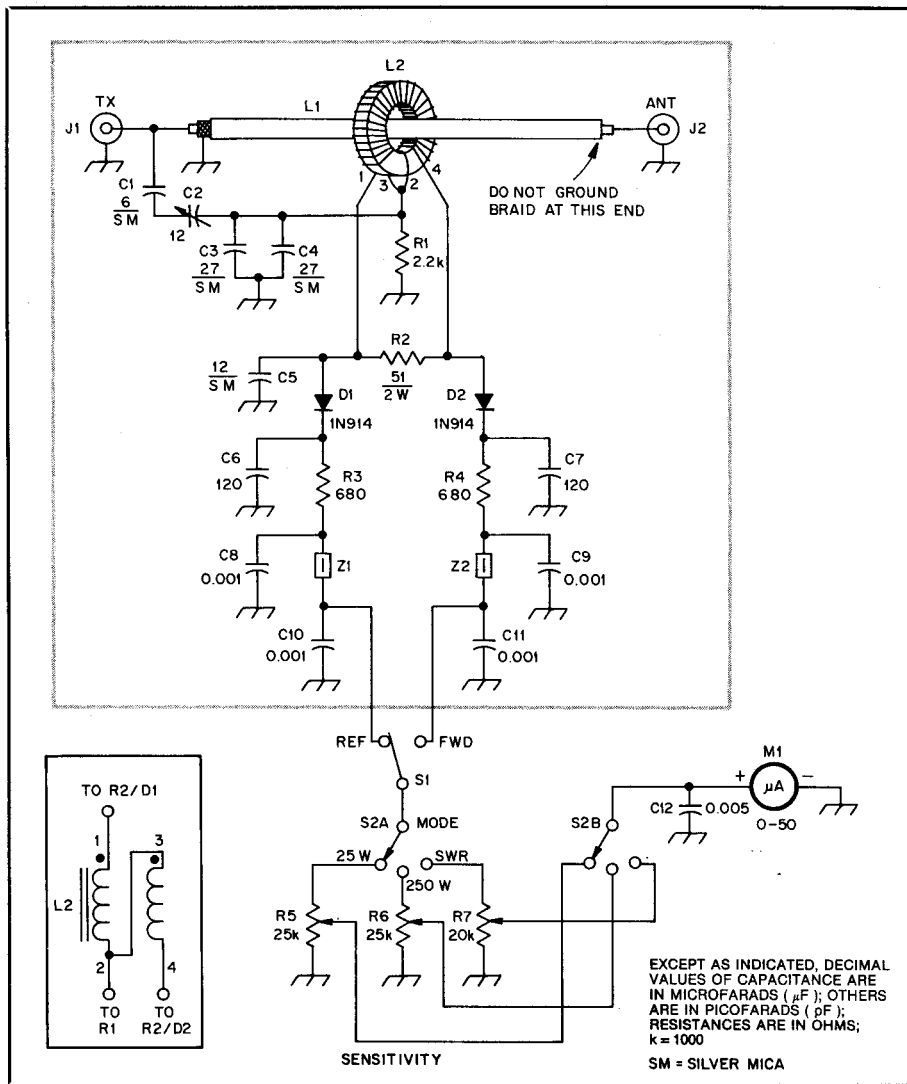 L2
TX
L1
ANT
J1
J2
1
3
2
4
DO NOT GROUND
BRAID AT THIS END
C1
6
SM
C2
12
C3
27
SM
C4
27
SM
R1
2.2k
R2
51
2W
12
SM
C5
D1
1N914
D2
1N914
C6
120
R3
680
R4
680
C7
120
C8
0.001
Z1
Z2
C9
0.001
C10
0.001
C11
0.001
REF
FWD
S1
S2A
MODE
25 W
SWR
250 W
R5
25k
R6
25k
R7
20k
S2B
C12
0.005
M1
+
µA
-
0-50
TO R2/D1
1
3
L2
2
4
TO
R1
TO
R2/D2
SENSITIVITY
EXCEPT AS INDICATED, DECIMAL
VALUES OF CAPACITANCE ARE
IN MICROFARADS ( µF ); OTHERS
ARE IN PICOFARADS ( pF );
RESISTANCES ARE IN OHMS;
k = 1000
SM = SILVER MICA